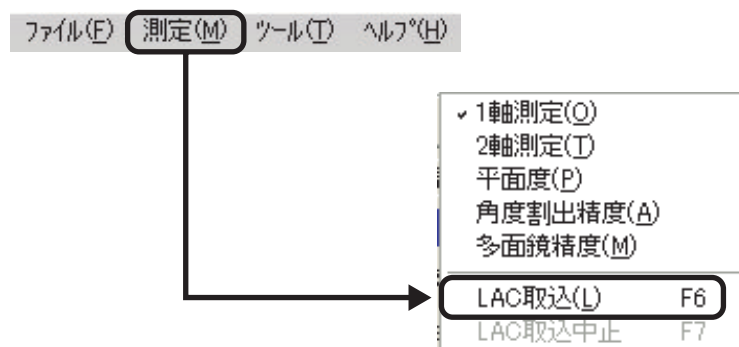 ﾌｧｲﾙ(F) 測定(M) ﾂｰﾙ(T) ﾍﾙﾌﾟ(H)
✓ 1軸測定(O)
2軸測定(T)
平面度(P)
角度割出精度(A)
多面鏡精度(M)
LAC取込(L) F6
LAC取込中止 F7